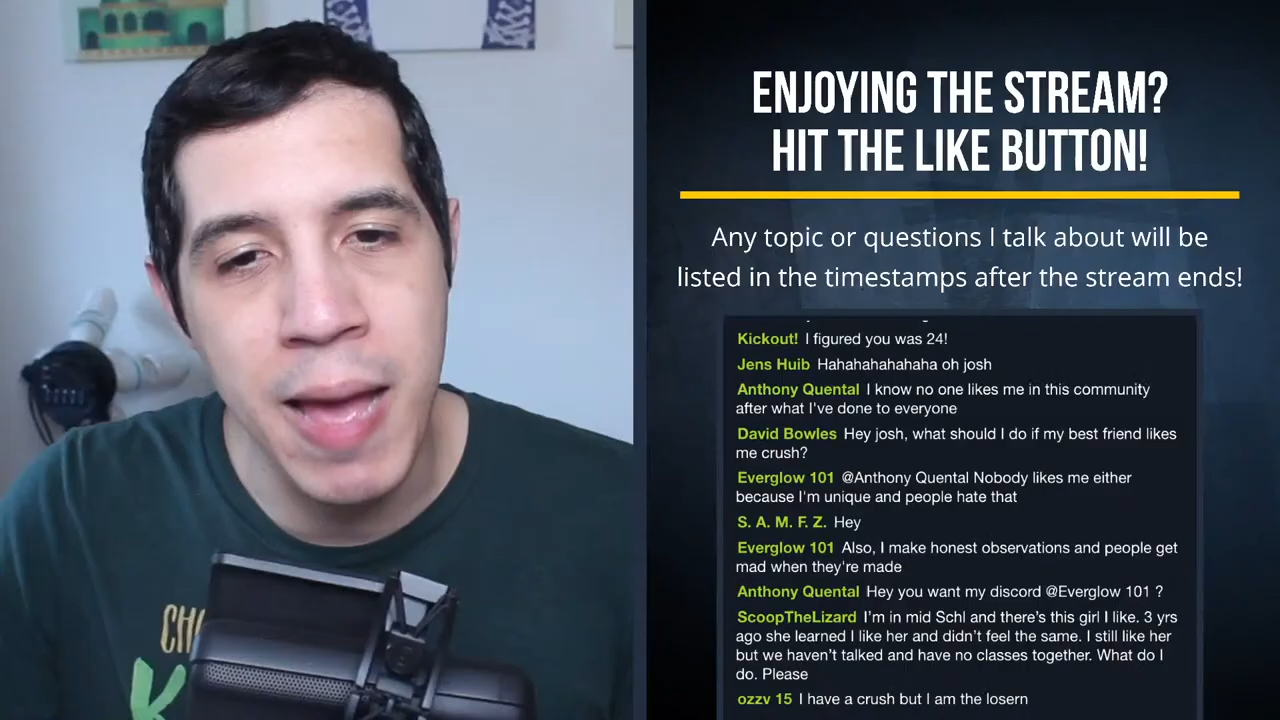 ENJOYING THE STREAM?
HIT THE LIKE BUTTON!
Any topic or questions I talk about will be
listed in the timestamps after the stream ends!
Kickout! I figured you was 24!
Jens Huib Hahahahahahaha oh josh
Anthony Quental I know no one likes me in this community
after what I've done to everyone
David Bowles Hey josh, what should I do if my best friend likes
me crush?
Everglow 101 @Anthony Quental Nobody likes me either
because I'm unique and people hate that
S. A. M. F. Z. Hey
Everglow 101 Also, I make honest observations and people get
mad when they're made
Anthony Quental Hey you want my discord @Everglow 101 ?
ScoopTheLizard I'm in mid Schl and there's this girl I like. 3 yrs
ago she learned I like her and didn't feel the same. I still like her
but we haven't talked and have no classes together. What do I
do. Please
ozzv 15 I have a crush but I am the losern
CH
K